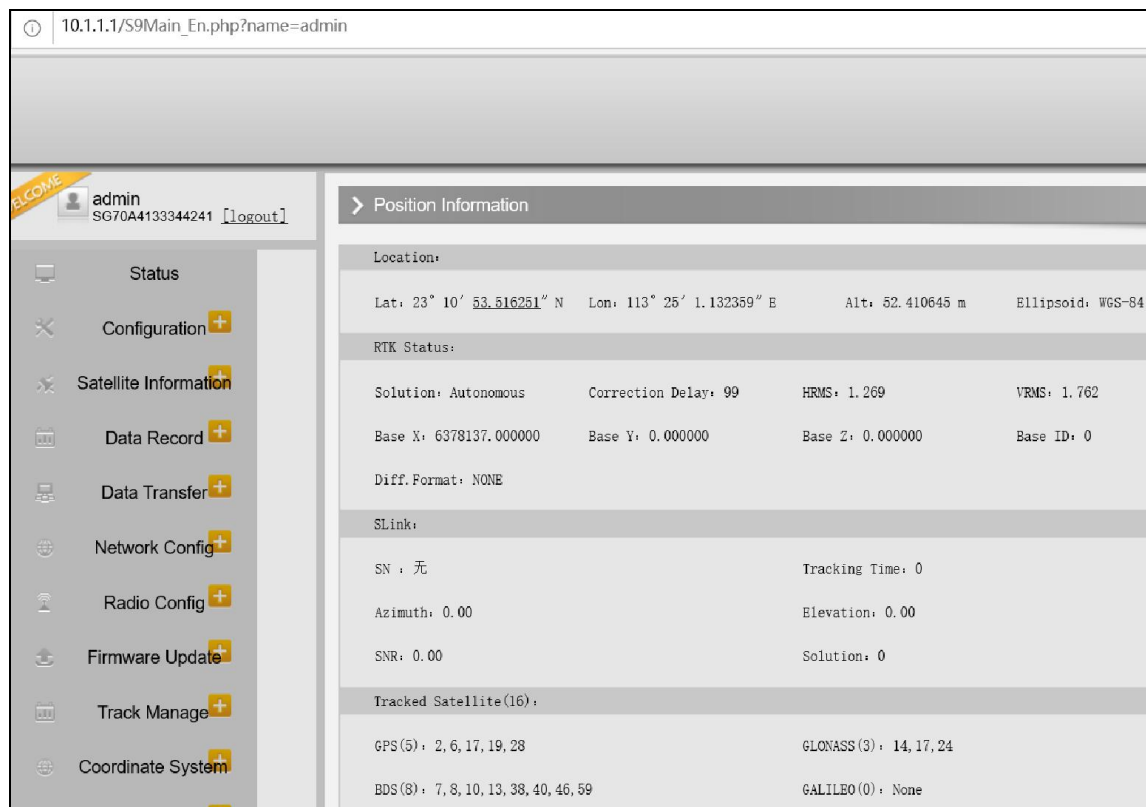 10.1.1.1/S9Main_En.php?name=admin
ELCOME
admin
SG70A4133344241 [logout]
Status
Configuration
Satellite Information
Data Record
Data Transfer
Network Config
Radio Config
Firmware Update
Track Manage
Coordinate System
Position Information
Location:
Lat: 23° 10′ 53.516251″ N Lon: 113° 25′ 1.132359″ E Alt: 52.410645 m Ellipsoid: WGS-84
RTK Status:
Solution: Autonomous Correction Delay: 99 HRMS: 1.269 VRMS: 1.762
Base X: 6378137.000000 Base Y: 0.000000 Base Z: 0.000000 Base ID: 0
Diff.Format: NONE
SLink:
SN : 无 Tracking Time: 0
Azimuth: 0.00 Elevation: 0.00
SNR: 0.00 Solution: 0
Tracked Satellite(16):
GPS(5): 2,6,17,19,28 GLONASS(3): 14,17,24
BDS(8): 7,8,10,13,38,40,46,59 GALILEO(0): None